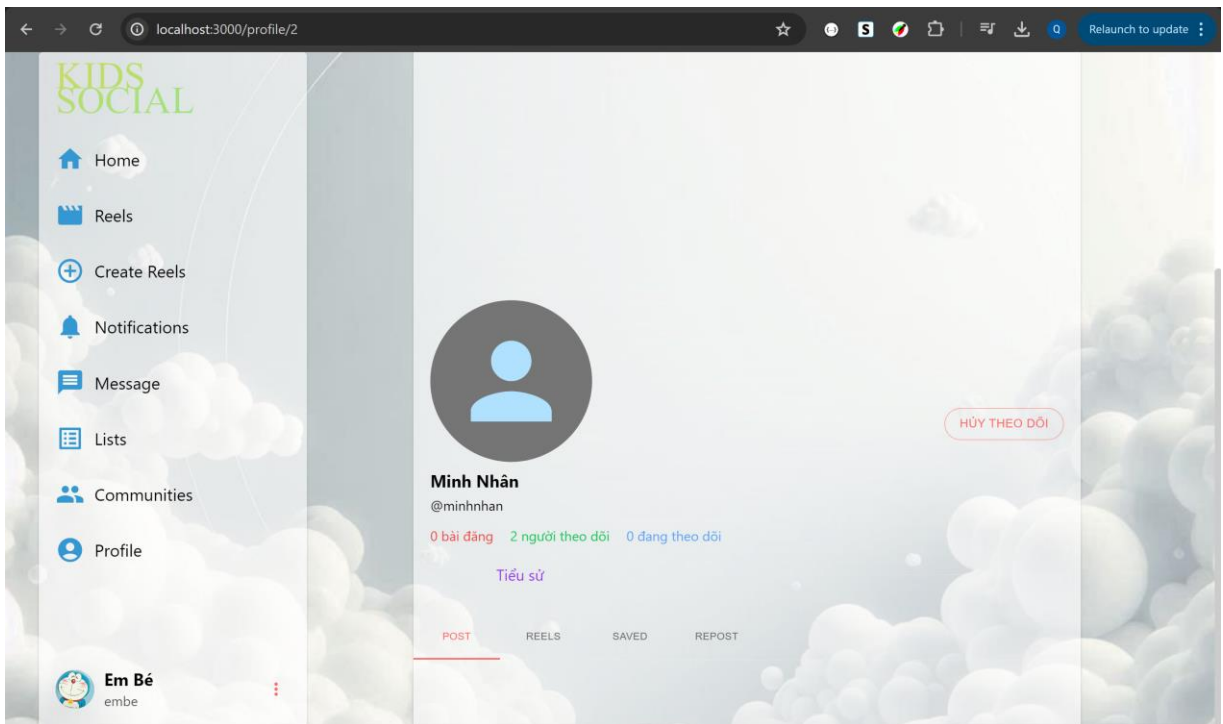 localhost:3000/profile/2
S
Q
Relaunch to update
KIDS
SOCIAL
Home
Reels
Create Reels
Notifications
Message
Lists
Communities
Profile
Em Bé
embe
HỦY THEO DÕI
Minh Nhân
@minhnhan
0 bài đăng 2 người theo dõi 0 đang theo dõi
Tiểu sử
POST REELS SAVED REPOST